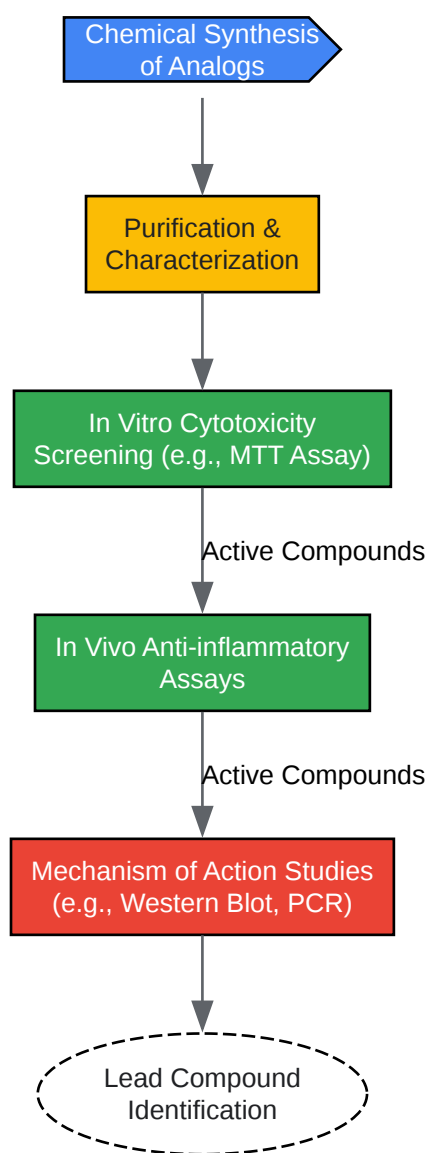 Chemical Synthesis
of Analogs
Purification &
Characterization
In Vitro Cytotoxicity
Screening (e.g., MTT Assay)
Active Compounds
In Vivo Anti-inflammatory
Assays
Active Compounds
Mechanism of Action Studies
(e.g., Western Blot, PCR)
Lead Compound
Identification